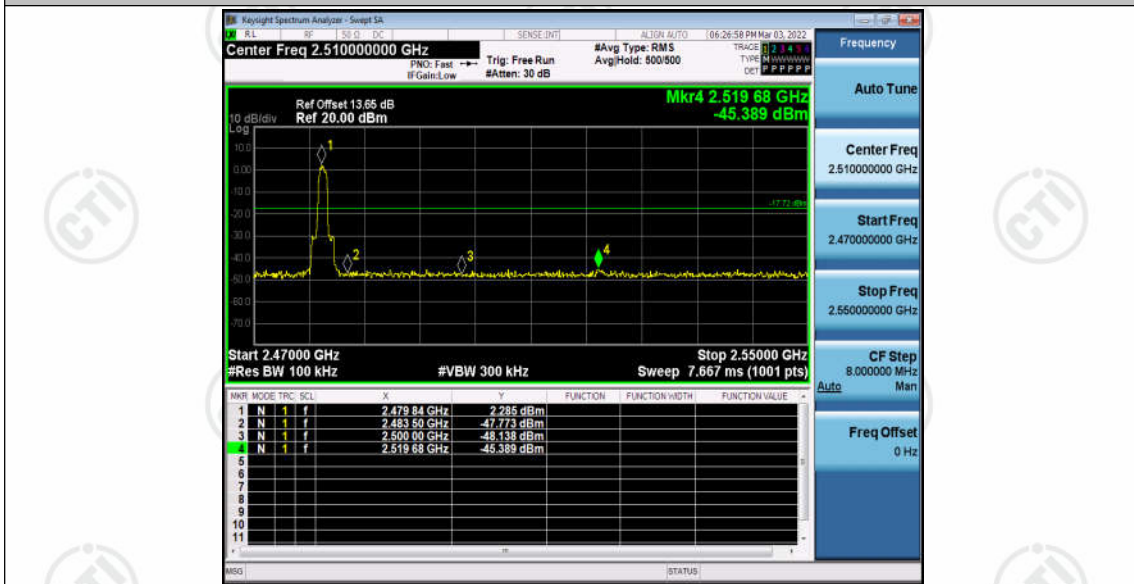 Keysight Spectrum Analyzer - Swept SA
RL RF 50 Ω DC SENSE:INT ALIGN AUTO 06:26:58 PM Mar 03, 2022
Center Freq 2.510000000 GHz
PNO: Fast
IFGain:Low
Trig: Free Run
#Atten: 30 dB
#Avg Type: RMS
Avg|Hold: 500/500
TRACE 1 2 3 4 5 6
TYPE M WWWWW
DET P P P P P P
Ref Offset 13.65 dB
10 dB/div Ref 20.00 dBm
Log
Mkr4 2.519 68 GHz
-45.389 dBm
10.0
0.00
-10.0
-20.0
-30.0
-40.0
-50.0
-60.0
-70.0
1
2
3
4
-17.72 dBm
Start 2.47000 GHz Stop 2.55000 GHz
#Res BW 100 kHz #VBW 300 kHz Sweep 7.667 ms (1001 pts)
MKR MODE TRC SCL X Y FUNCTION FUNCTION WIDTH FUNCTION VALUE
1 N 1 f 2.479 84 GHz 2.285 dBm
2 N 1 f 2.483 50 GHz -47.773 dBm
3 N 1 f 2.500 00 GHz -48.138 dBm
4 N 1 f 2.519 68 GHz -45.389 dBm
5
6
7
8
9
10
11
MSG STATUS
Frequency
Auto Tune
Center Freq
2.510000000 GHz
Start Freq
2.470000000 GHz
Stop Freq
2.550000000 GHz
CF Step
8.000000 MHz
Auto Man
Freq Offset
0 Hz
CTI
CTI